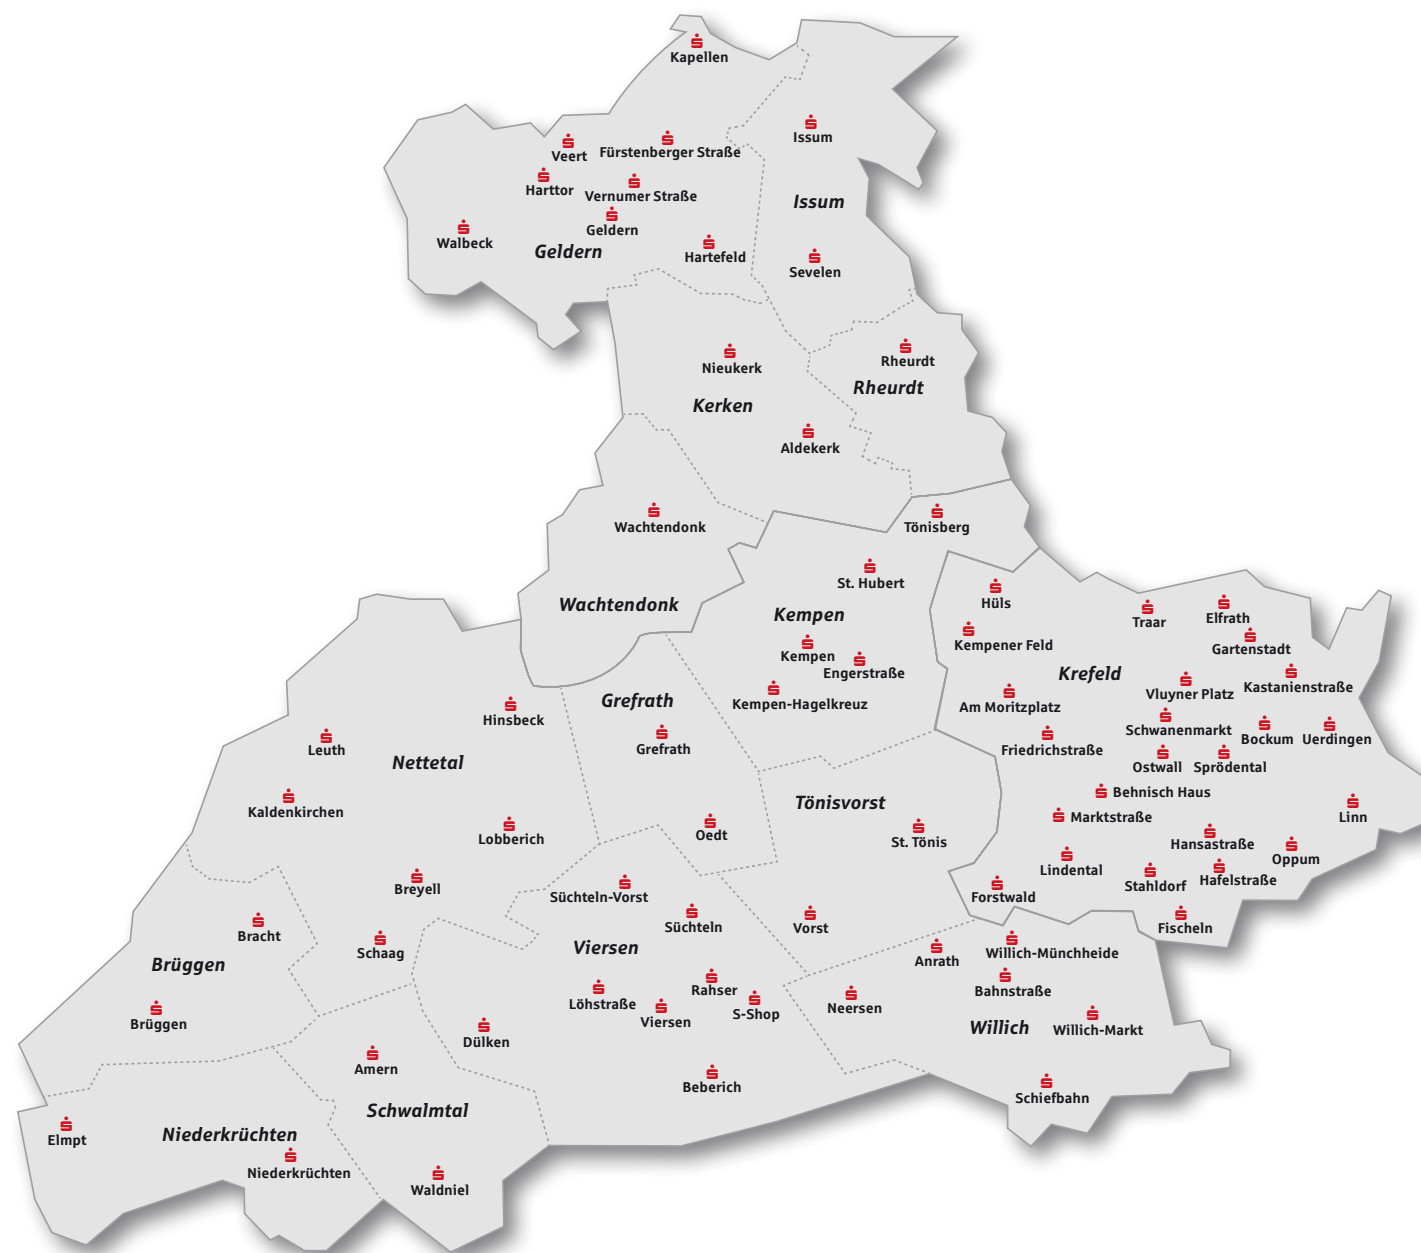 Kapellen
Issum
Veert
Fürstenberger Straße
Harttor
Vernumer Straße
Issum
Walbeck
Geldern
Geldern
Hartefeld
Sevelen
Nieukerk
Rheurdt
Rheurdt
Kerken
Aldekerk
Wachtendonk
Tönisberg
St. Hubert
Wachtendonk
Kempen
Hüls
Traar
Elfrath
Kempener Feld
Gartenstadt
Kempen
Engerstraße
Krefeld
Kastanienstraße
Vluyner Platz
Kempen-Hagelkreuz
Am Moritzplatz
Grefrath
Hinsbeck
Schwanenmarkt
Bockum
Uerdingen
Leuth
Grefrath
Friedrichstraße
Nettetal
Ostwall
Sprödental
Kaldenkirchen
Tönisvorst
Behnisch Haus
Marktstraße
Linn
Lobberich
Oedt
St. Tönis
Hansastraße
Oppum
Lindental
Breyell
Süchteln-Vorst
Forstwald
Stahldorf
Hafelstraße
Bracht
Süchteln
Vorst
Fischeln
Schaag
Viersen
Anrath
Willich-Münchheide
Brüggen
Rahser
Bahnstraße
Löhstraße
Viersen
S-Shop
Neersen
Brüggen
Dülken
Willich
Willich-Markt
Amern
Beberich
Schiefbahn
Schwalmtal
Elmpt
Niederkrüchten
Niederkrüchten
Waldniel